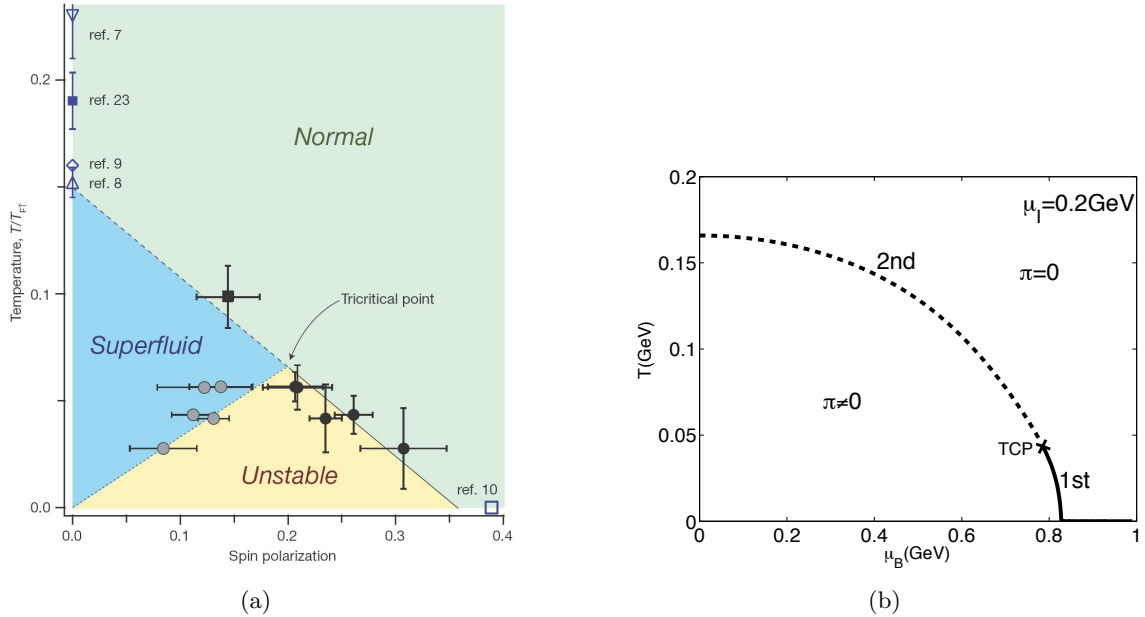 ref. 7
0.2
ref. 23
Normal
ref. 9
ref. 8
Temperature, T/T_F↑
0.1
Tricritical point
Superfluid
Unstable
ref. 10
0.0
0.0 0.1 0.2 0.3 0.4
Spin polarization
(a)
0.2
μ_I=0.2GeV
0.15
2nd
π=0
T(GeV)
0.1
π≠0
0.05
TCP
1st
0
0 0.2 0.4 0.6 0.8 1
μ_B(GeV)
(b)